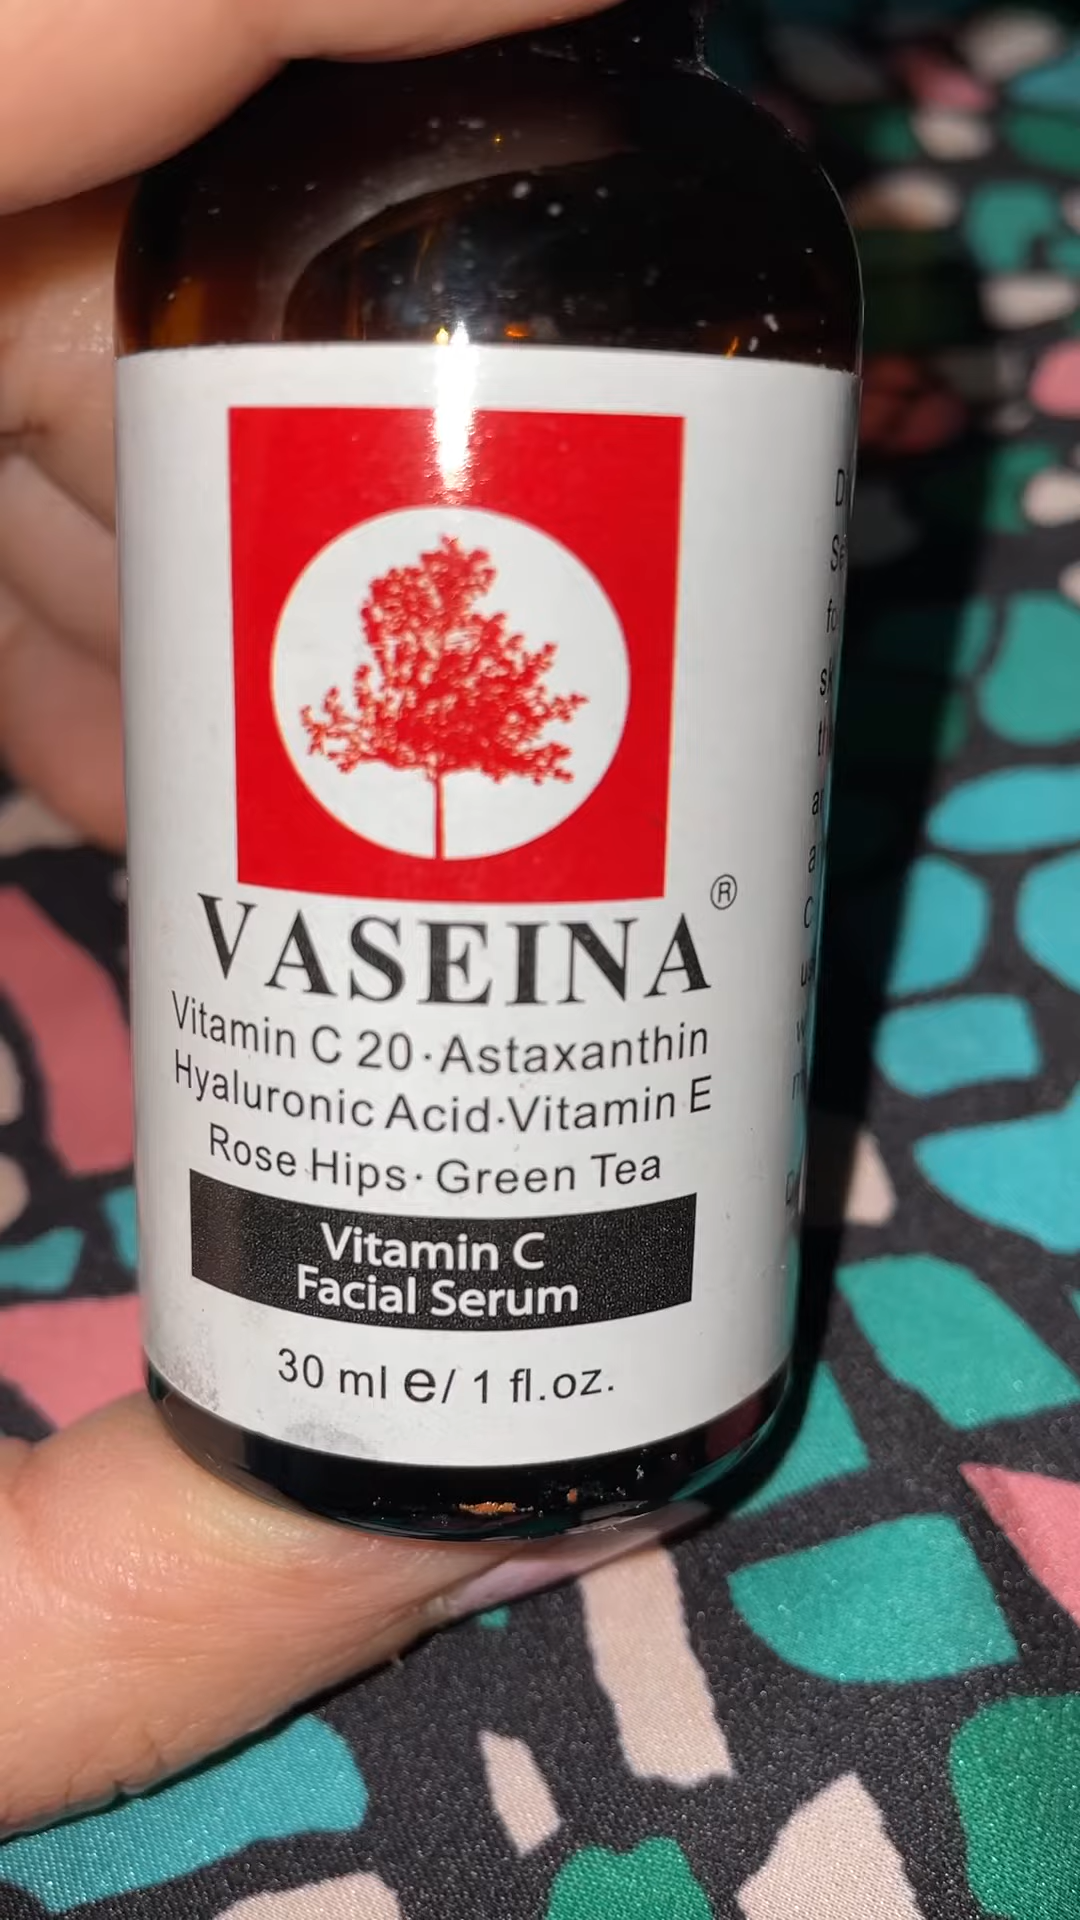 VASEINA®
Vitamin C 20·Astaxanthin
Hyaluronic Acid·Vitamin E
Rose Hips·Green Tea
Vitamin C
Facial Serum
30 ml e/ 1 fl.oz.